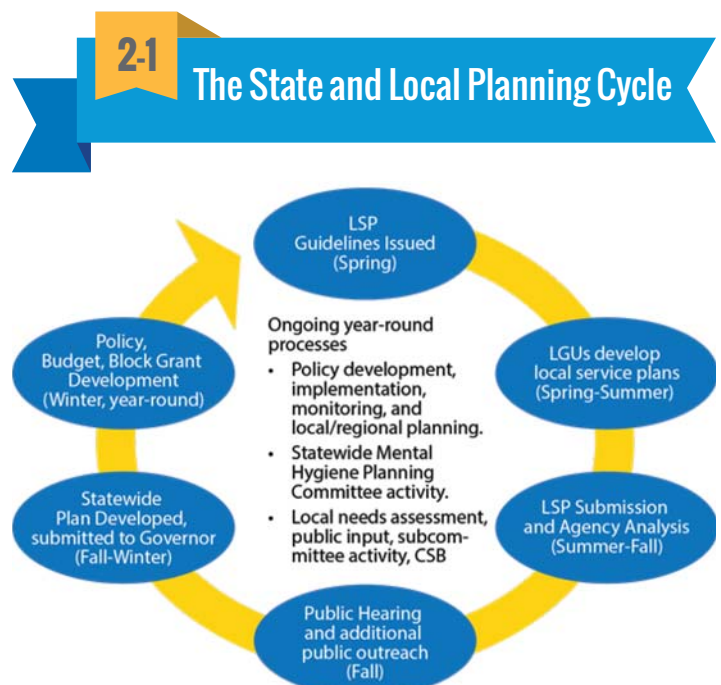 2-1
The State and Local Planning Cycle
LSP
Guidelines Issued
(Spring)
LGUs develop
local service plans
(Spring-Summer)
LSP Submission
and Agency Analysis
(Summer-Fall)
Public Hearing
and additional
public outreach
(Fall)
Statewide
Plan Developed,
submitted to Governor
(Fall-Winter)
Policy,
Budget, Block Grant
Development
(Winter, year-round)
Ongoing year-round
processes
• Policy development,
implementation,
monitoring, and
local/regional planning.
• Statewide Mental
Hygiene Planning
Committee activity.
• Local needs assessment,
public input, subcom-
mittee activity, CSB